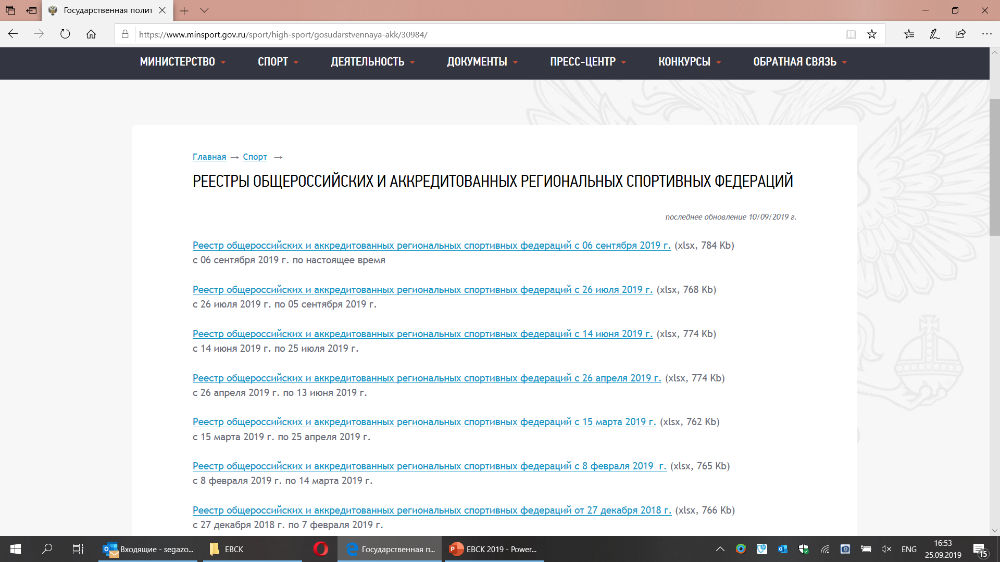 Государственная полит
https://www.minsport.gov.ru/sport/high-sport/gosudarstvennaya-akk/30984/
МИНИСТЕРСТВО СПОРТ ДЕЯТЕЛЬНОСТЬ ДОКУМЕНТЫ ПРЕСС-ЦЕНТР КОНКУРСЫ ОБРАТНАЯ СВЯЗЬ
Главная → Спорт →
РЕЕСТРЫ ОБЩЕРОССИЙСКИХ И АККРЕДИТОВАННЫХ РЕГИОНАЛЬНЫХ СПОРТИВНЫХ ФЕДЕРАЦИЙ
последнее обновление 10/09/2019 г.
Реестр общероссийских и аккредитованных региональных спортивных федераций с 06 сентября 2019 г. (xlsx, 784 Kb)
с 06 сентября 2019 г. по настоящее время
Реестр общероссийских и аккредитованных региональных спортивных федераций с 26 июля 2019 г. (xlsx, 768 Kb)
с 26 июля 2019 г. по 05 сентября 2019 г.
Реестр общероссийских и аккредитованных региональных спортивных федераций с 14 июня 2019 г. (xlsx, 774 Kb)
с 14 июня 2019 г. по 25 июля 2019 г.
Реестр общероссийских и аккредитованных региональных спортивных федераций с 26 апреля 2019 г. (xlsx, 774 Kb)
с 26 апреля 2019 г. по 13 июня 2019 г.
Реестр общероссийских и аккредитованных региональных спортивных федераций с 15 марта 2019 г. (xlsx, 762 Kb)
с 15 марта 2019 г. по 25 апреля 2019 г.
Реестр общероссийских и аккредитованных региональных спортивных федераций с 8 февраля 2019 г. (xlsx, 765 Kb)
с 8 февраля 2019 г. по 14 марта 2019 г.
Реестр общероссийских и аккредитованных региональных спортивных федераций от 27 декабря 2018 г. (xlsx, 766 Kb)
с 27 декабря 2018 г. по 7 февраля 2019 г.
Входящие - segazo... ЕВСК Государственная п... ЕВСК 2019 - Power... ENG 16:53
25.09.2019 15